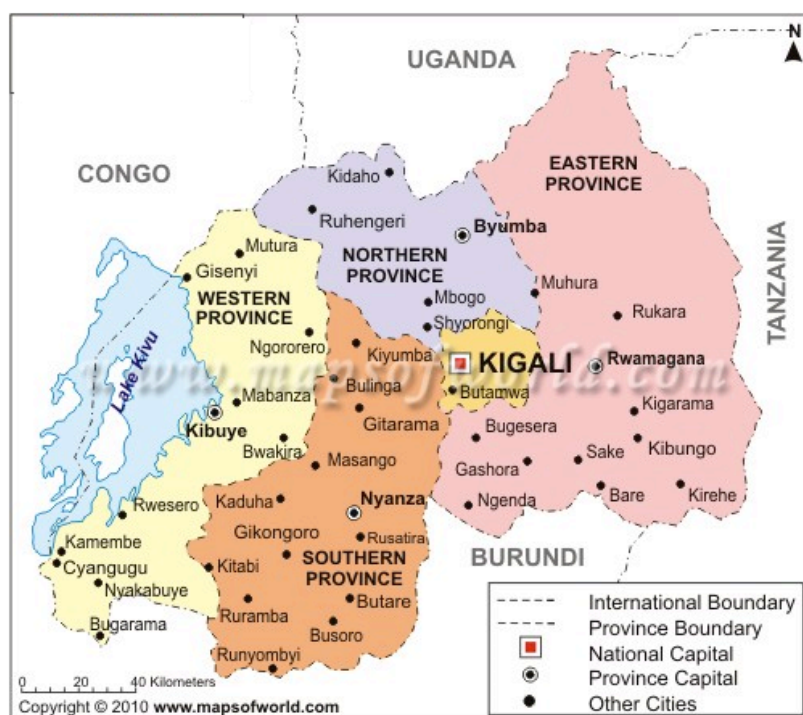 N
UGANDA
CONGO
EASTERN
PROVINCE
Kidaho
Ruhengeri
Byumba
NORTHERN
PROVINCE
TANZANIA
Mutura
Gisenyi
WESTERN
PROVINCE
Muhura
Mbogo
Rukara
Shyorongi
Ngororero
Kiyumba
KIGALI
Rwamagana
www.mapsofworld.com
Lake Kivu
Bulinga
Butamwa
Mabanza
Kibuye
Gitarama
Kigarama
Bugesera
Kibungo
Bwakira
Masango
Gashora
Sake
Kaduha
Nyanza
Ngenda
Bare
Kirehe
Rwesero
Gikongoro
Rusatira
Kamembe
Cyangugu
Kitabi
SOUTHERN
PROVINCE
BURUNDI
Nyakabuye
Ruramba
Butare
Bugarama
Busoro
Runyombyi
International Boundary
Province Boundary
National Capital
Province Capital
Other Cities
0 20 40 Kilometers
Copyright © 2010 www.mapsofworld.com